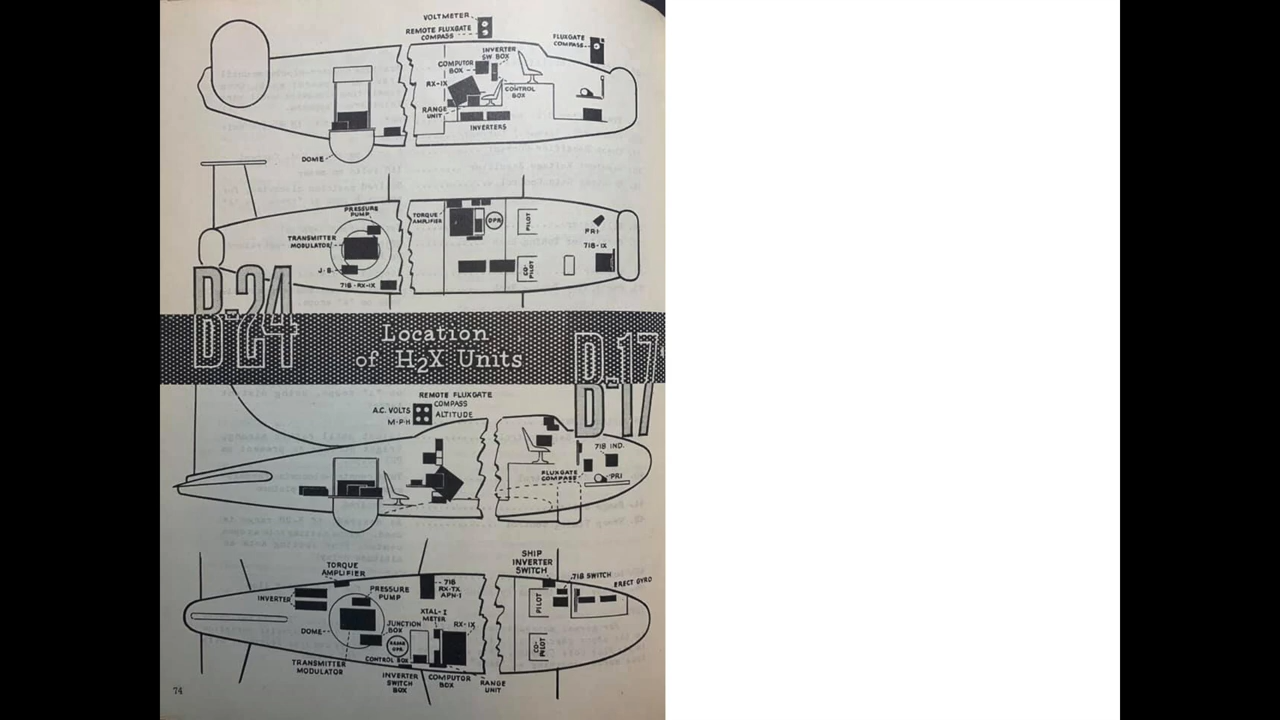 VOLTMETER
REMOTE FLUXGATE
COMPASS
FLUXGATE
COMPASS
INVERTER
SW BOX
COMPUTOR
BOX
RX-IX
CONTROL
BOX
RANGE
UNIT
INVERTERS
DOME
PRESSURE
PUMP
TORQUE
AMPLIFIER
OPR
PILOT
TRANSMITTER
MODULATOR
718-IX
J-B
CO-
PILOT
718-RX-IX
B-24
Location
of H2X Units
B-17
REMOTE FLUXGATE
COMPASS
A.C. VOLTS
ALTITUDE
M-P-H
718 IND.
FLUXGATE
COMPASS
PRI
SHIP
INVERTER
SWITCH
TORQUE
AMPLIFIER
718 SWITCH
ERECT GYRO
718
RX-TX
APN-1
PRESSURE
PUMP
INVERTER
PILOT
XTAL-I
METER
JUNCTION
BOX
RX-IX
DOME
RADAR
OPR
CO-
PILOT
CONTROL BOX
TRANSMITTER
MODULATOR
INVERTER
SWITCH
BOX
COMPUTOR
BOX
RANGE
UNIT
74